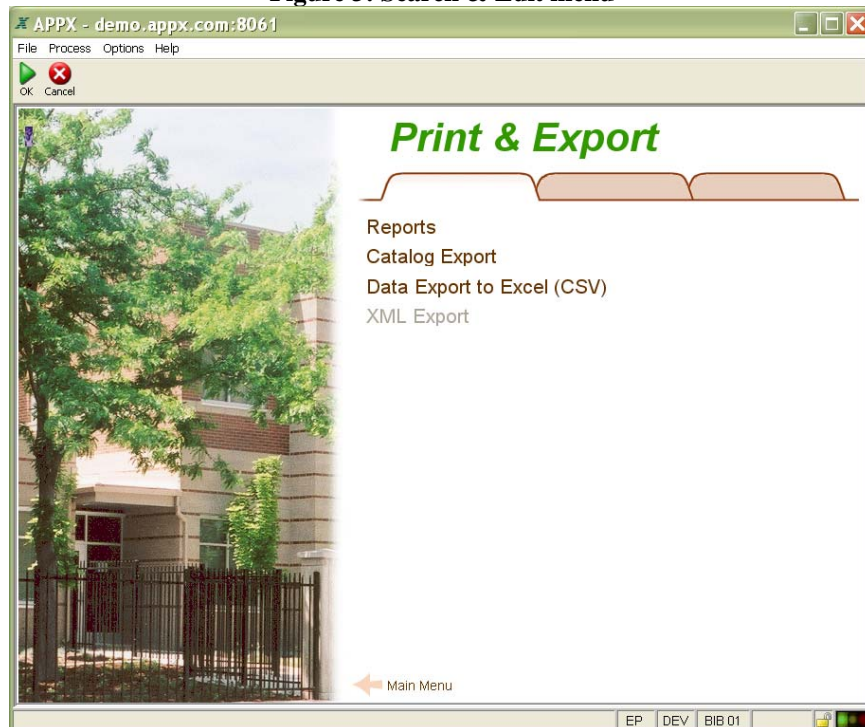 Figure 3: Search & Edit menu
APPX - demo.appx.com:8061
File Process Options Help
OK Cancel
Print & Export
Reports
Catalog Export
Data Export to Excel (CSV)
XML Export
Main Menu
EP DEV BIB 01